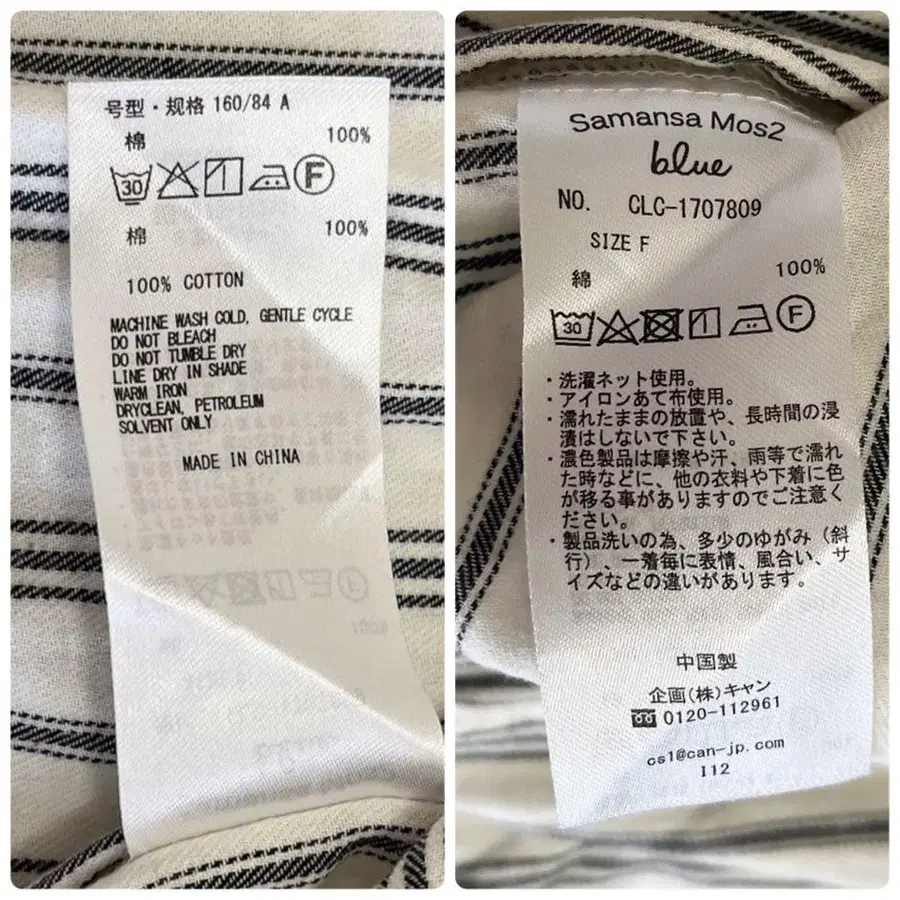 号型・规格 160/84 A
棉 100%
30 1 F
棉 100%
100% COTTON
MACHINE WASH COLD, GENTLE CYCLE
DO NOT BLEACH
DO NOT TUMBLE DRY
LINE DRY IN SHADE
WARM IRON
DRYCLEAN, PETROLEUM
SOLVENT ONLY
MADE IN CHINA
Samansa Mos2
blue
NO. CLC-1707809
SIZE F
綿 100%
30 F
・洗濯ネット使用。
・アイロンあて布使用。
・濡れたままの放置や、長時間の浸
漬はしないで下さい。
・濃色製品は摩擦や汗、雨等で濡れ
た時などに、他の衣料や下着に色
が移る事がありますのでご注意く
ださい。
・製品洗いの為、多少のゆがみ（斜
行）、一着毎に表情、風合い、サ
イズなどの違いがあります。
中国製
企画(株)キャン
0120-112961
cs1@can-jp.com
I12